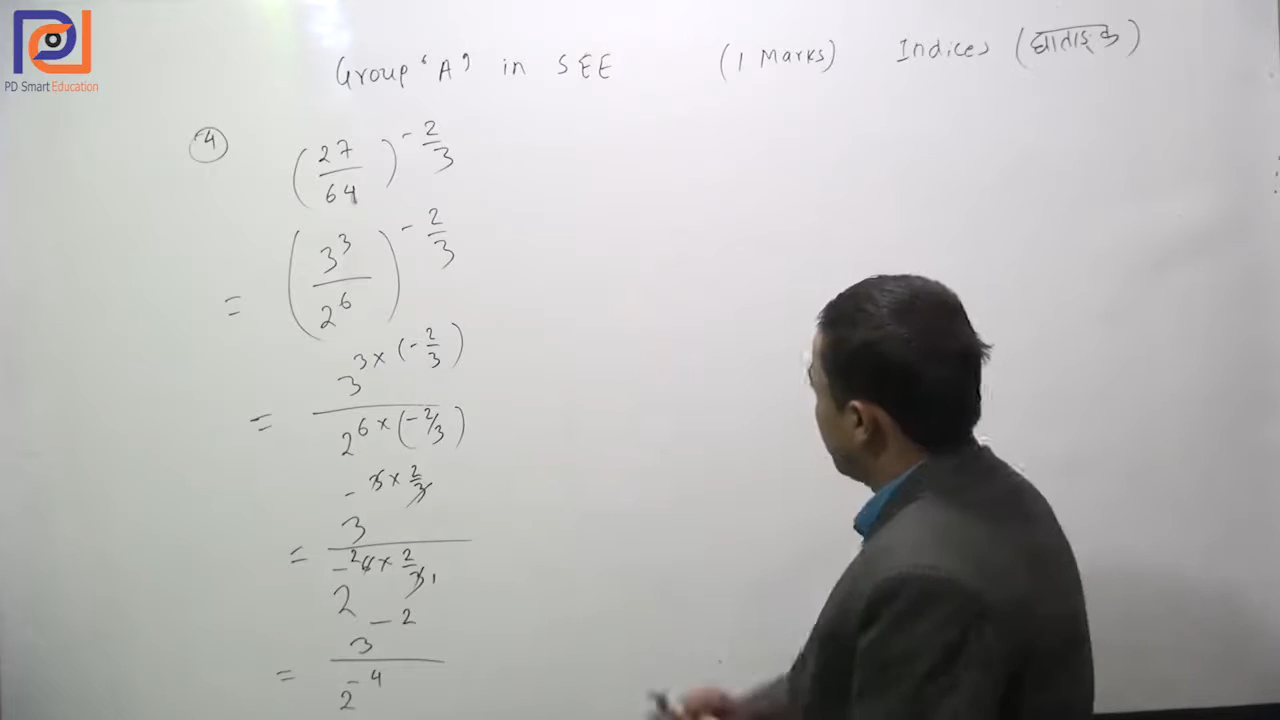 PD Smart Education
Group 'A' in SEE (1 Marks) Indices (घाताङ्क)
④ (27/64)^(-2/3)
= (3^3/2^6)^(-2/3)
= 3^(3×(-2/3)) / 2^(6×(-2/3))
= 3^(-3×2/3) / 2^(-6×2/3) 2 1
= 3^(-2) / 2^(-4)